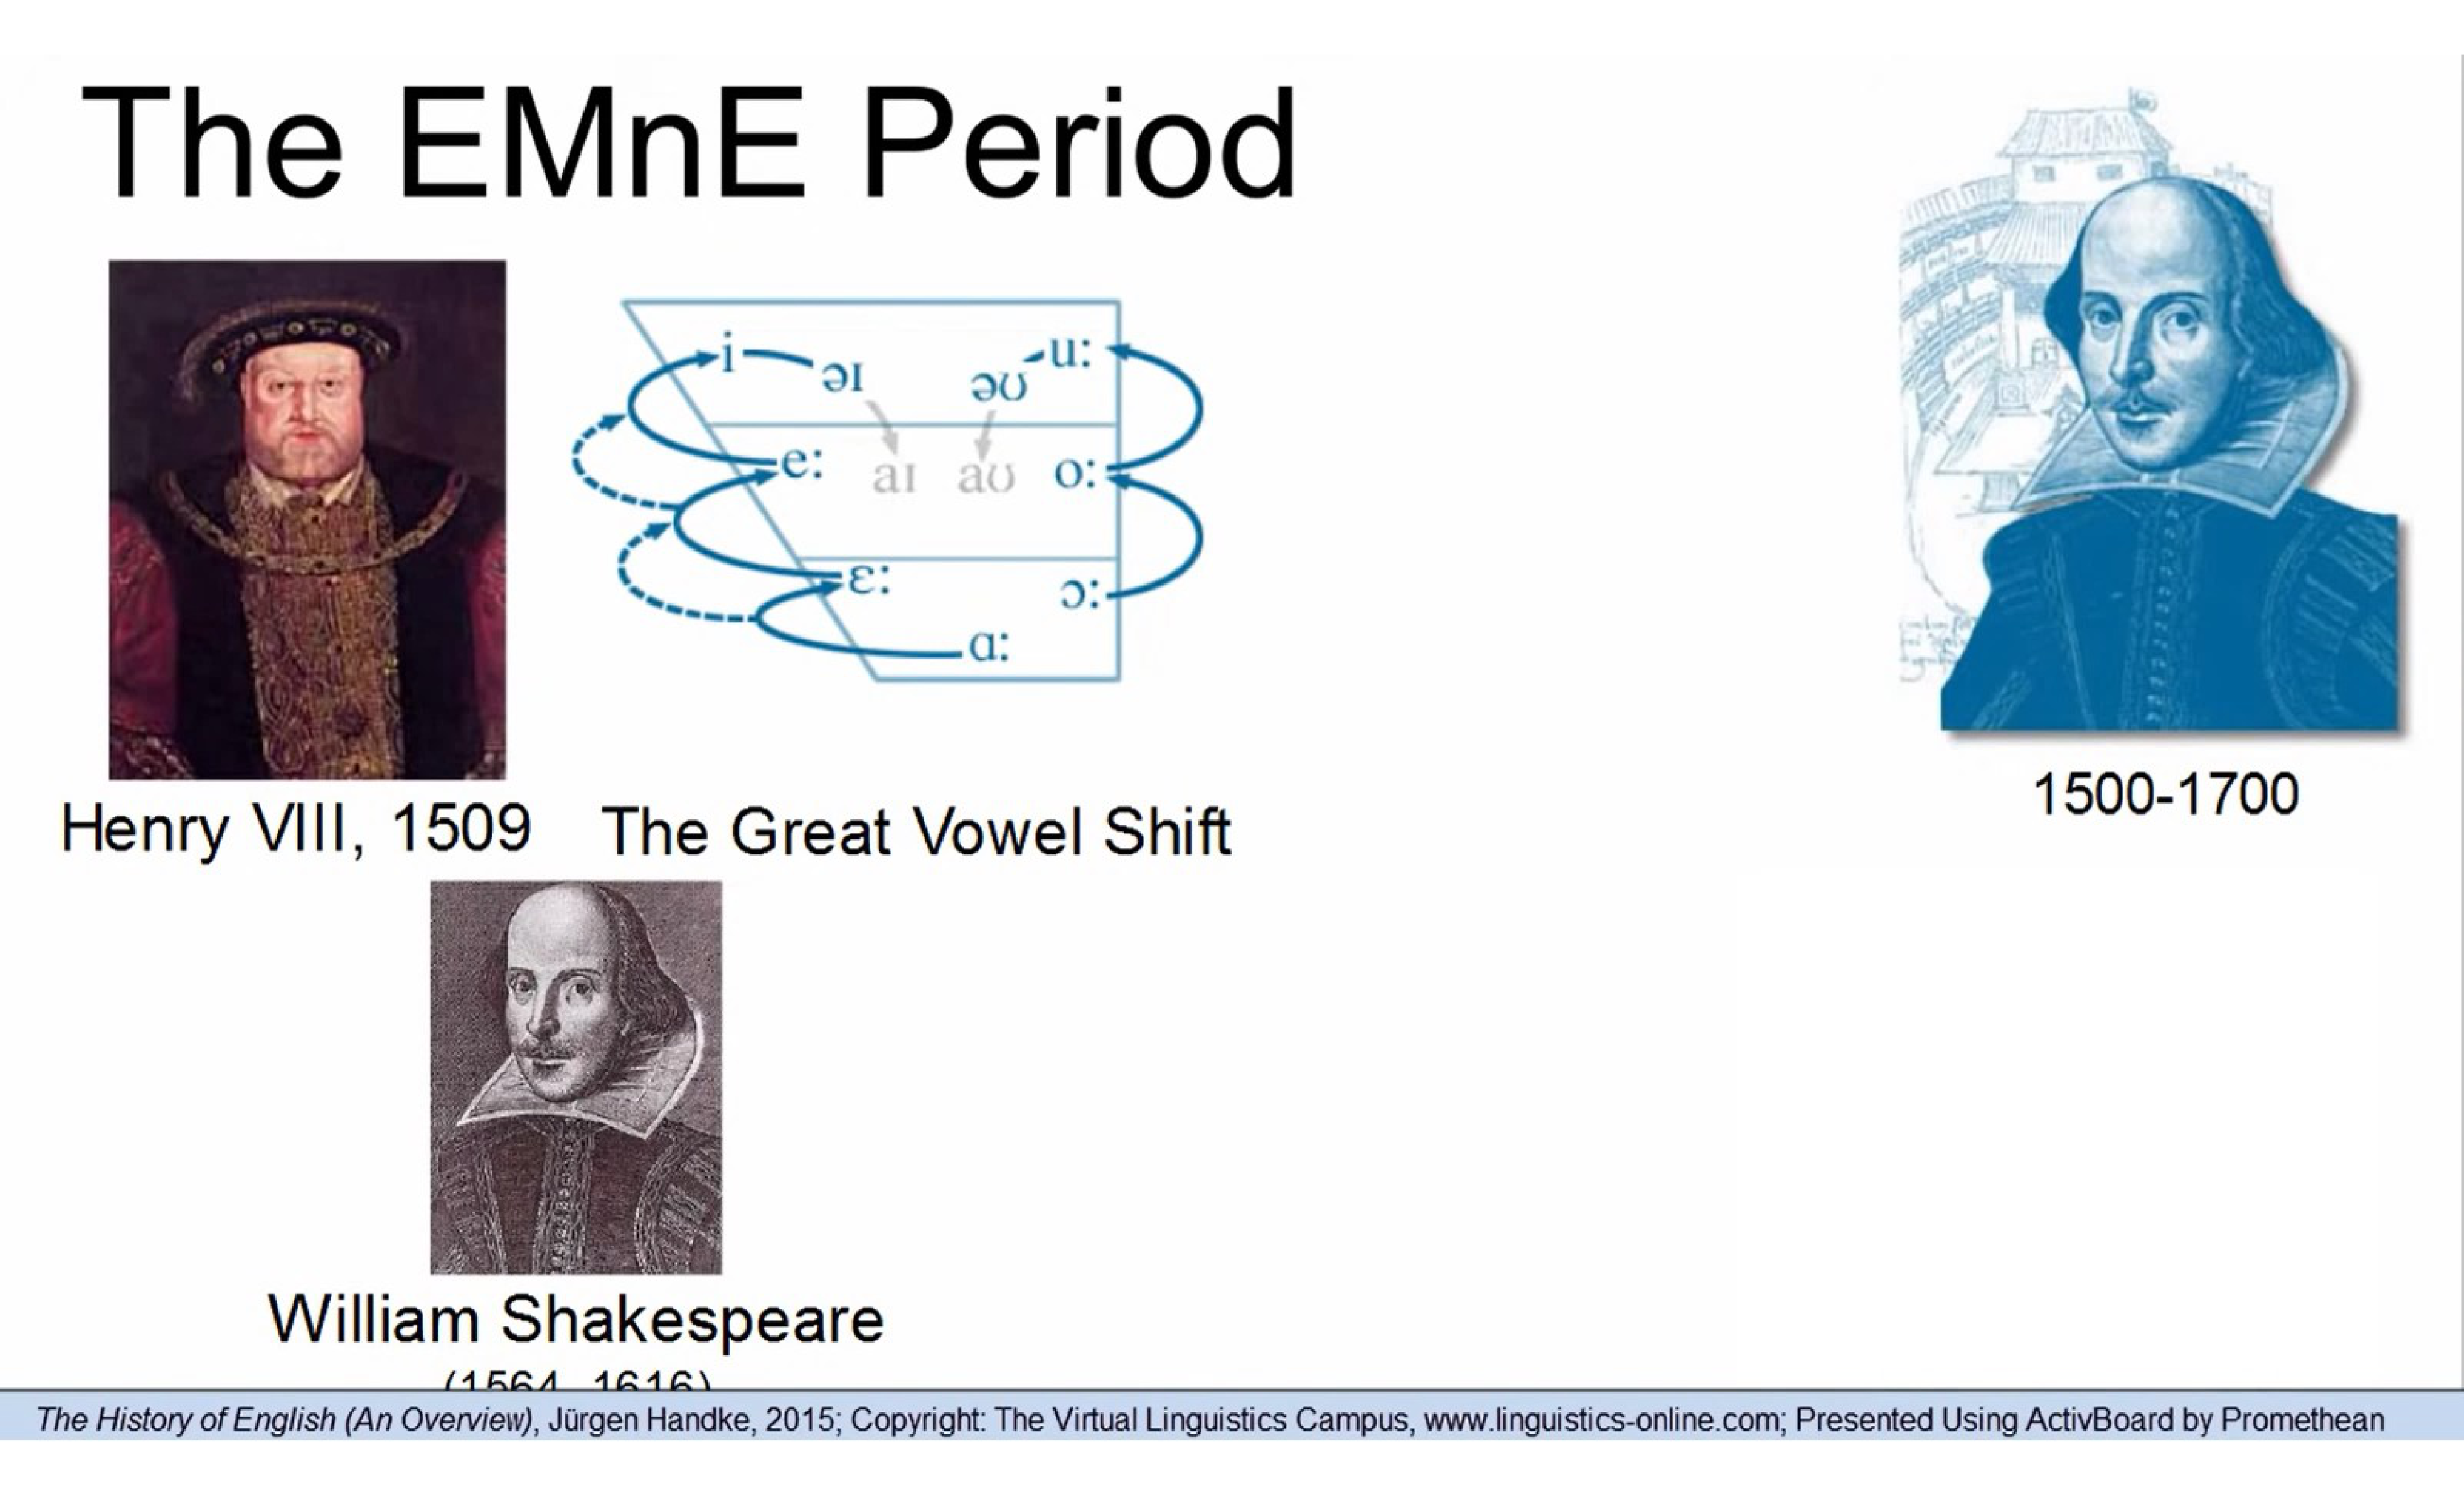 The EMnE Period
i əɪ əʊ u:
e: aɪ aʊ o:
ɛ: ɔ:
ɑ:
1500-1700
Henry VIII, 1509
The Great Vowel Shift
William Shakespeare
(1564 1616)
The History of English (An Overview), Jürgen Handke, 2015; Copyright: The Virtual Linguistics Campus, www.linguistics-online.com; Presented Using ActivBoard by Promethean